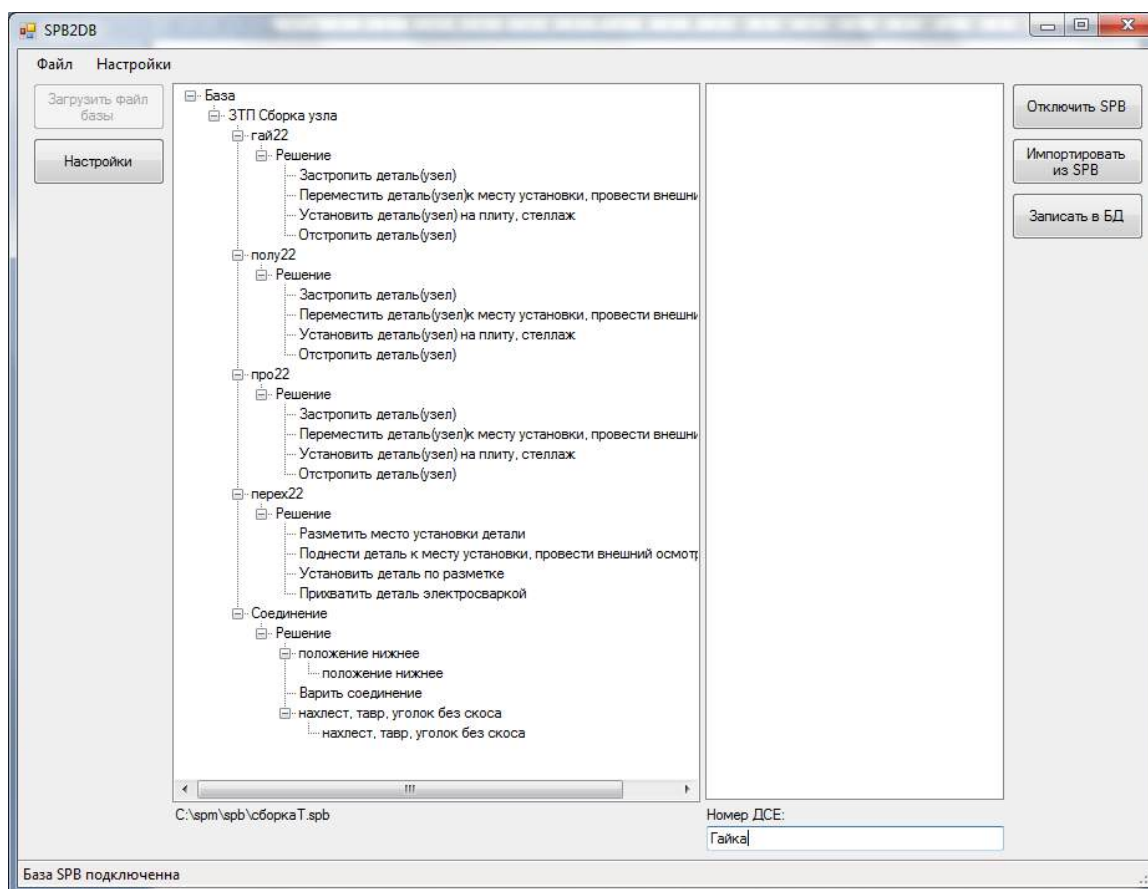 SPB2DB
Файл Настройки
Загрузить файл
базы
Настройки
База
ЗТП Сборка узла
гай22
Решение
Застропить деталь(узел)
Переместить деталь(узел)к месту установки, провести внешни
Установить деталь(узел) на плиту, стеллаж
Отстропить деталь(узел)
полу22
Решение
Застропить деталь(узел)
Переместить деталь(узел)к месту установки, провести внешни
Установить деталь(узел) на плиту, стеллаж
Отстропить деталь(узел)
про22
Решение
Застропить деталь(узел)
Переместить деталь(узел)к месту установки, провести внешни
Установить деталь(узел) на плиту, стеллаж
Отстропить деталь(узел)
перех22
Решение
Разметить место установки детали
Поднести деталь к месту установки, провести внешний осмотр
Установить деталь по разметке
Прихватить деталь электросваркой
Соединение
Решение
положение нижнее
положение нижнее
Варить соединение
нахлест, тавр, уголок без скоса
нахлест, тавр, уголок без скоса
C:\spm\spb\сборкаТ.spb
Номер ДСЕ:
Гайка
Отключить SPB
Импортировать
из SPB
Записать в БД
База SPB подключенна